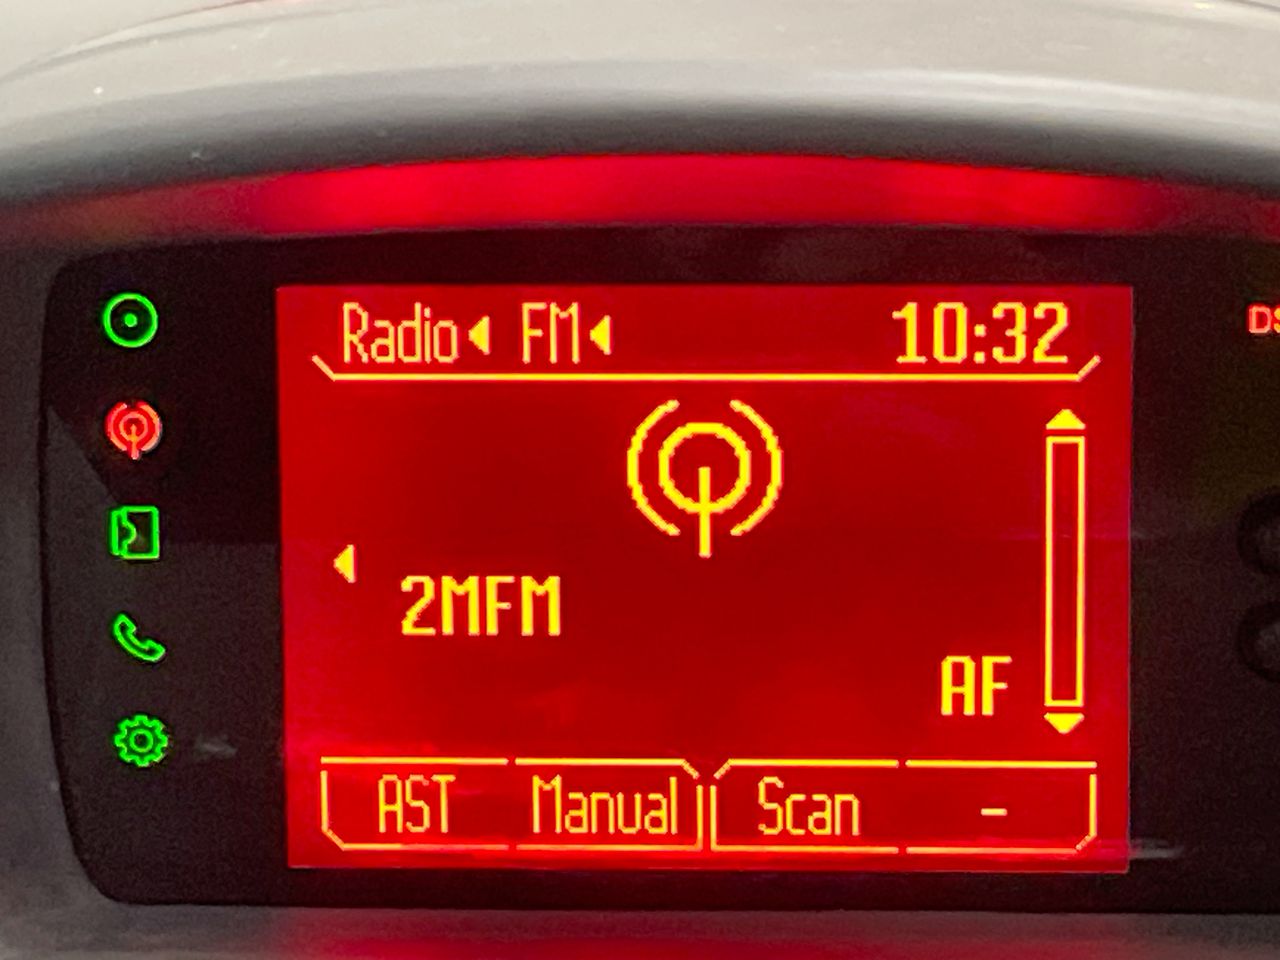 Radio FM 10:32
2MFM
AF
AST Manual Scan -